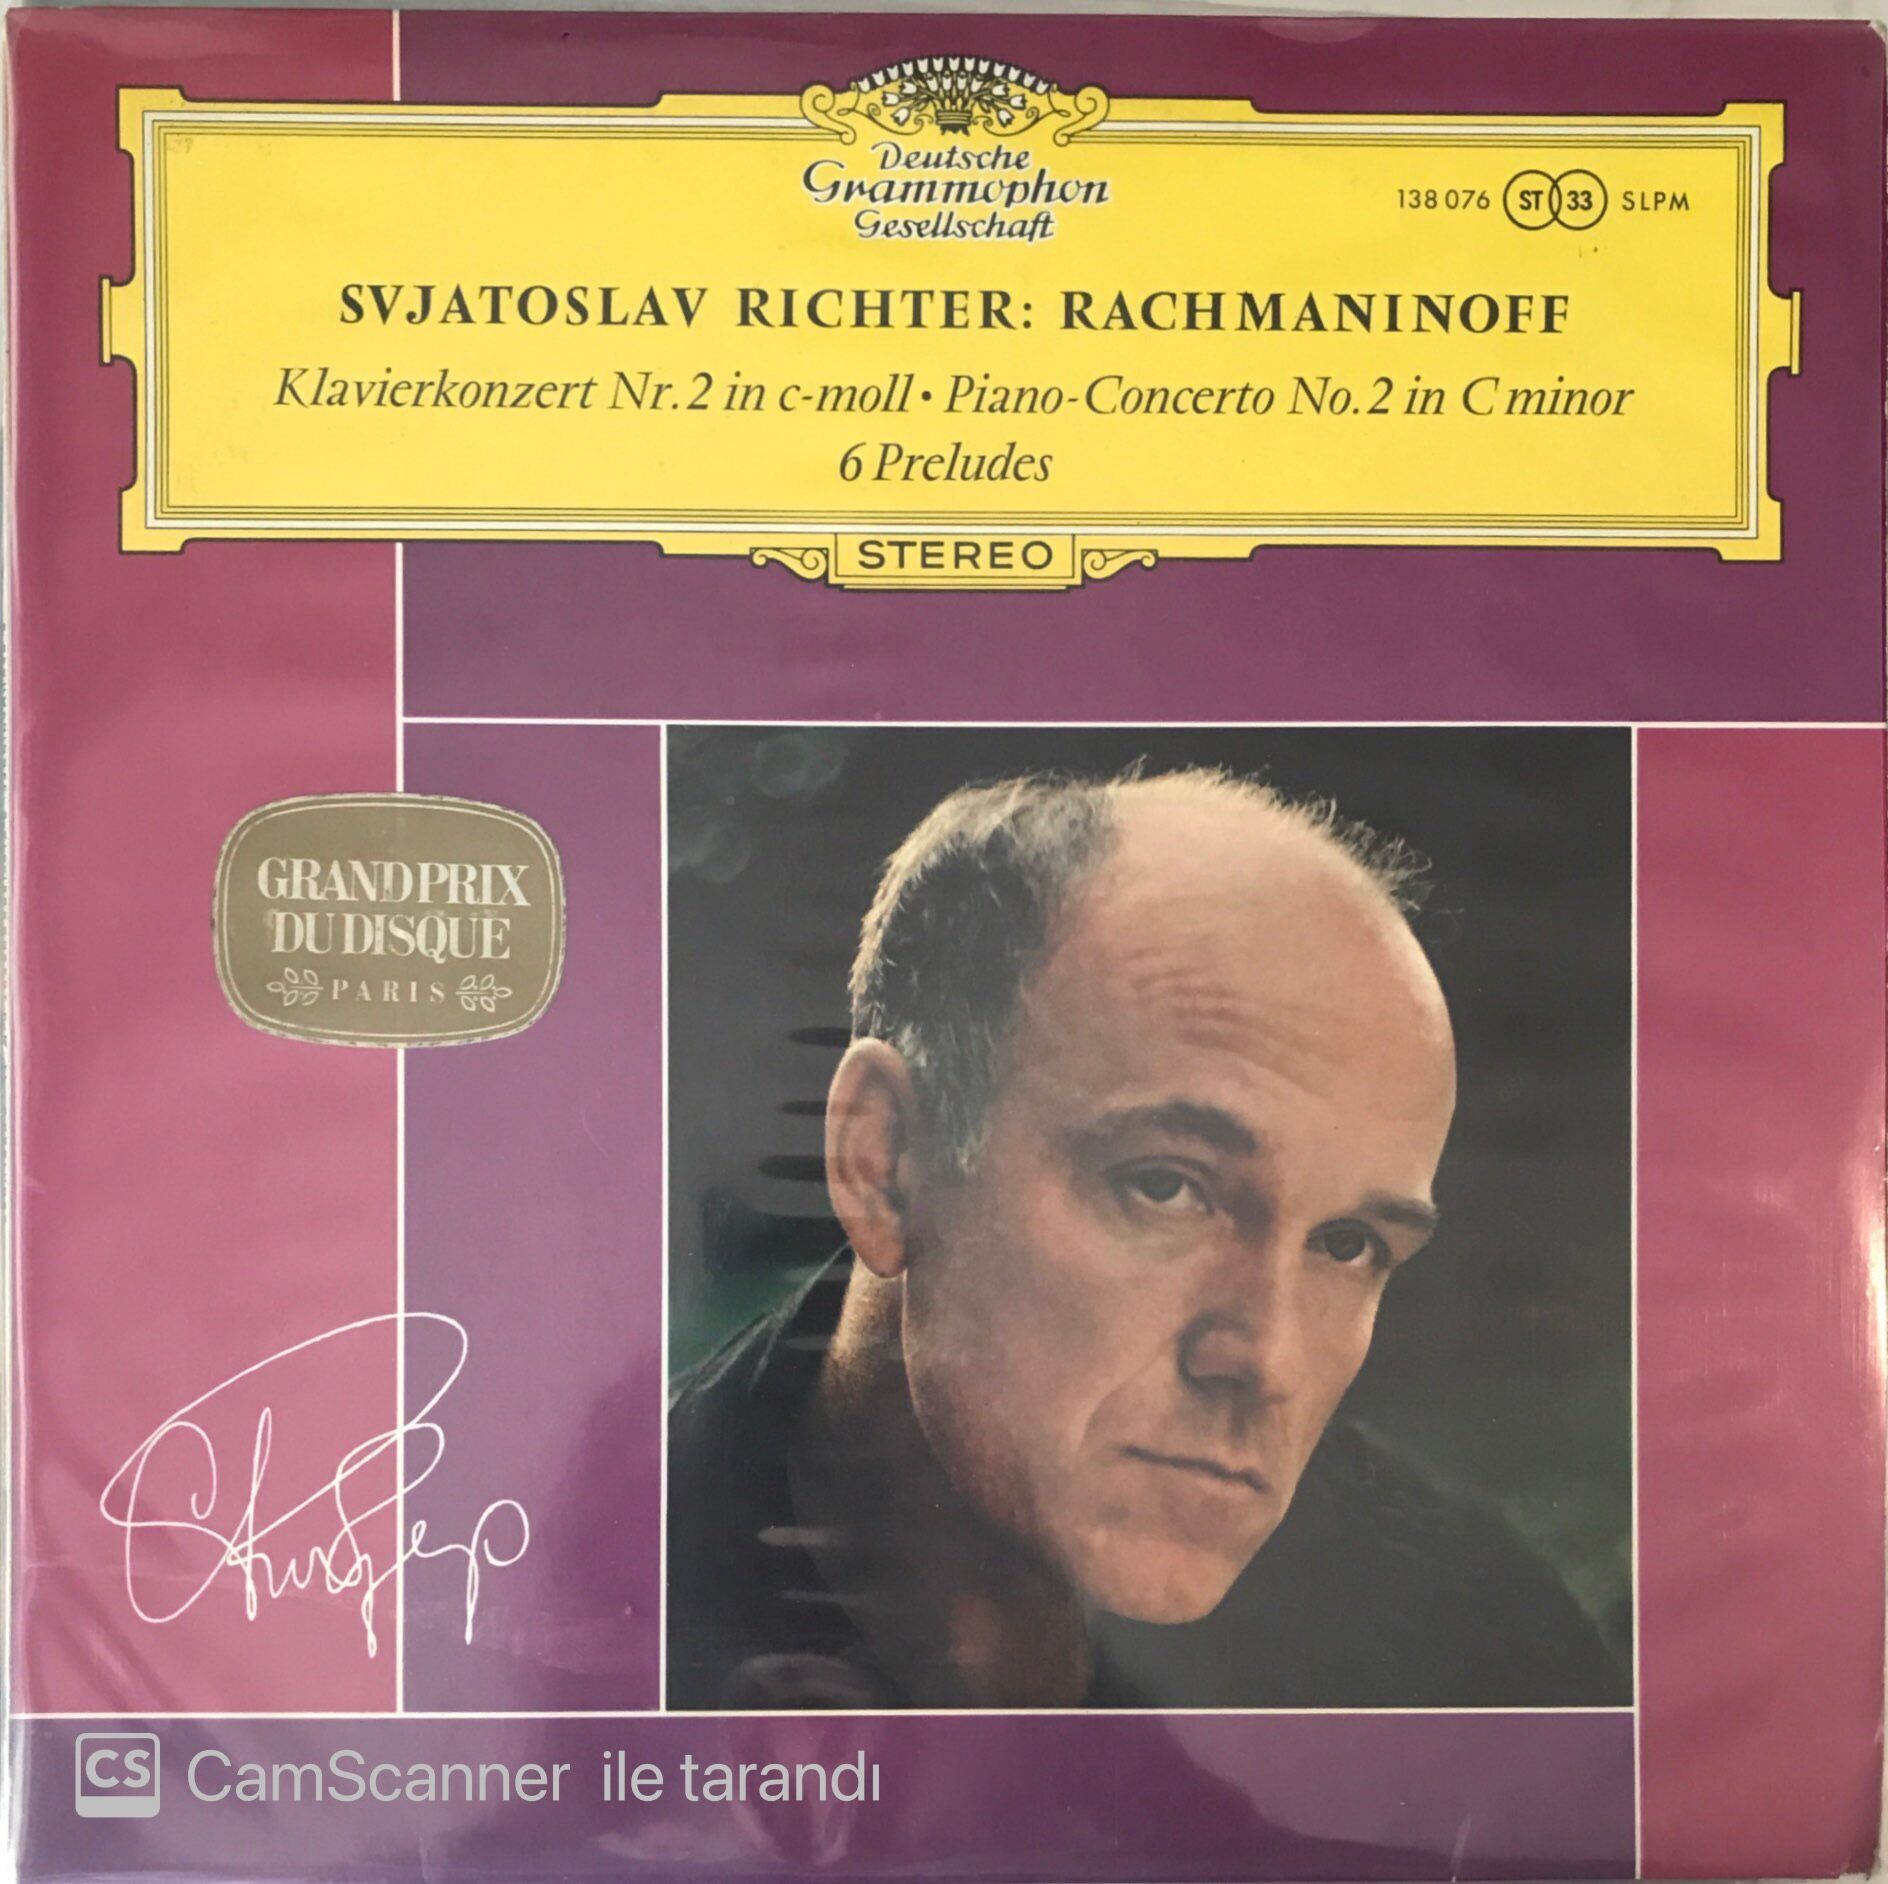 Deutsche
Grammophon
Gesellschaft
138 076 ST 33 SLPM
SVJATOSLAV RICHTER: RACHMANINOFF
Klavierkonzert Nr. 2 in c-moll • Piano-Concerto No. 2 in C minor
6 Preludes
STEREO
GRAND PRIX
DU DISQUE
PARIS
CS CamScanner ile tarandı